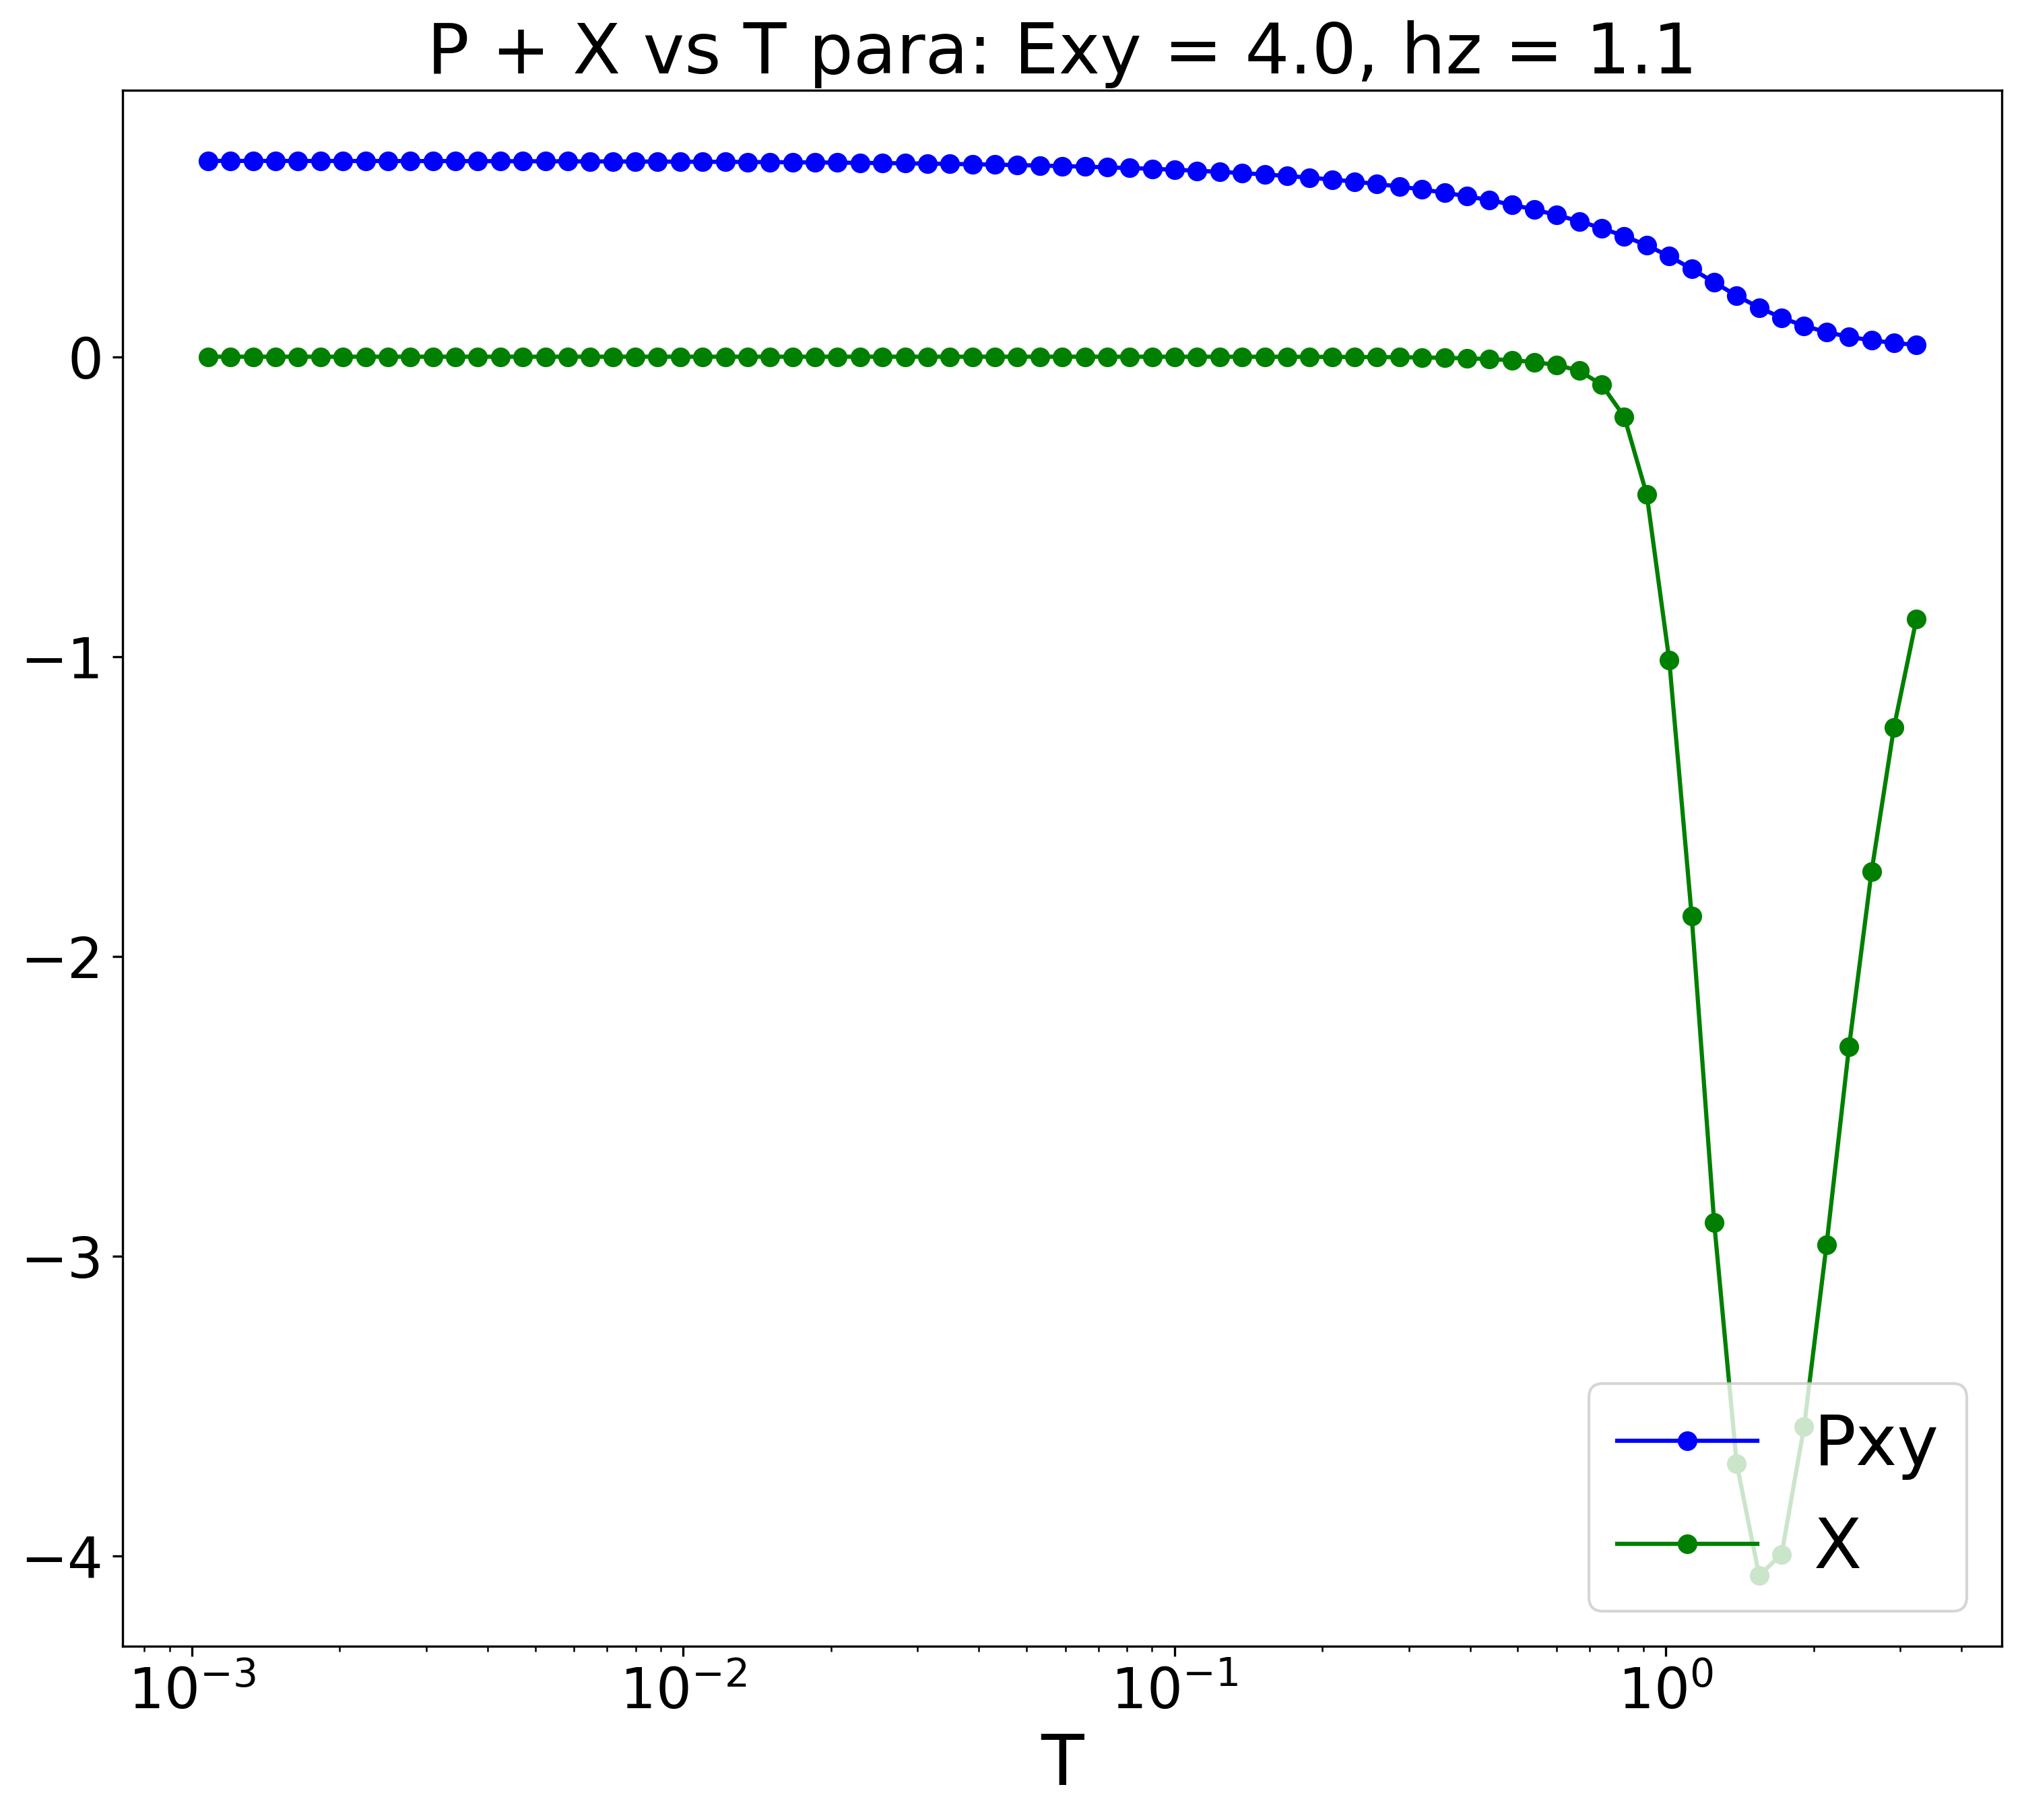 P + X vs T para: Exy = 4.0, hz = 1.1
0
−1
−2
−3
−4
Pxy
X
10⁻³ 10⁻² 10⁻¹ 10⁰
T